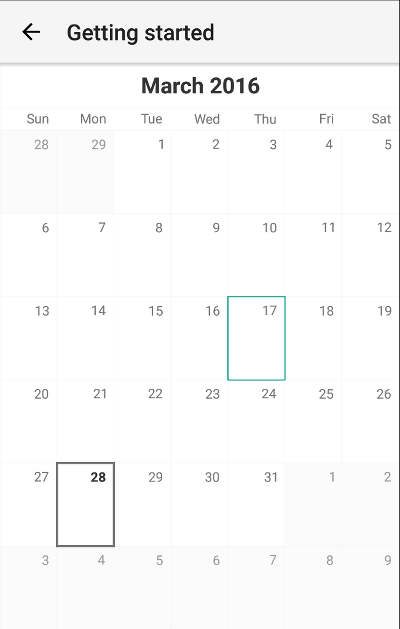 Getting started
March 2016
Sun Mon Tue Wed Thu Fri Sat
28 29 1 2 3 4 5
6 7 8 9 10 11 12
13 14 15 16 17 18 19
20 21 22 23 24 25 26
27 28 29 30 31 1 2
3 4 5 6 7 8 9